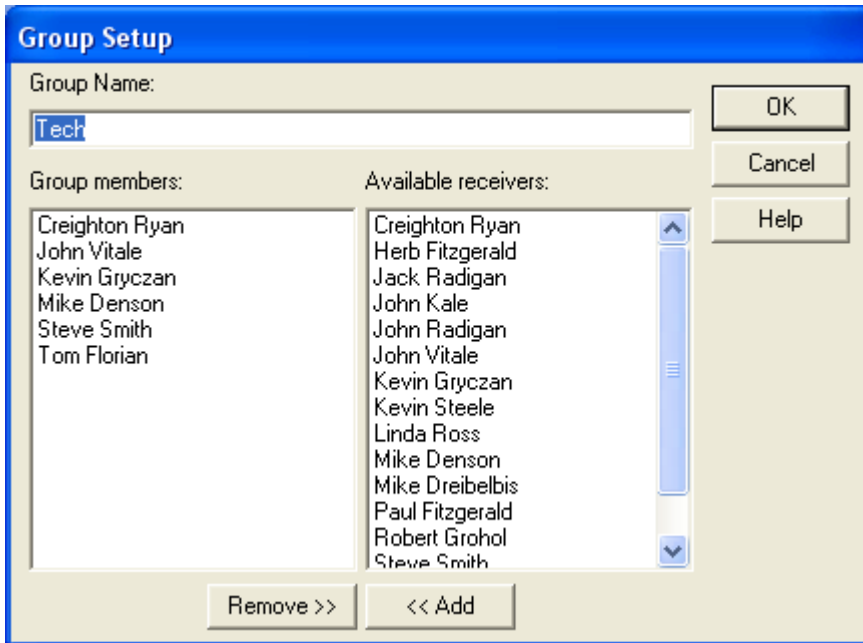 Group Setup
Group Name:
Tech
OK
Cancel
Help
Group members:
Creighton Ryan
John Vitale
Kevin Gryczan
Mike Denson
Steve Smith
Tom Florian
Available receivers:
Creighton Ryan
Herb Fitzgerald
Jack Radigan
John Kale
John Radigan
John Vitale
Kevin Gryczan
Kevin Steele
Linda Ross
Mike Denson
Mike Dreibelbis
Paul Fitzgerald
Robert Grohol
Steve Smith
Remove >>
<< Add